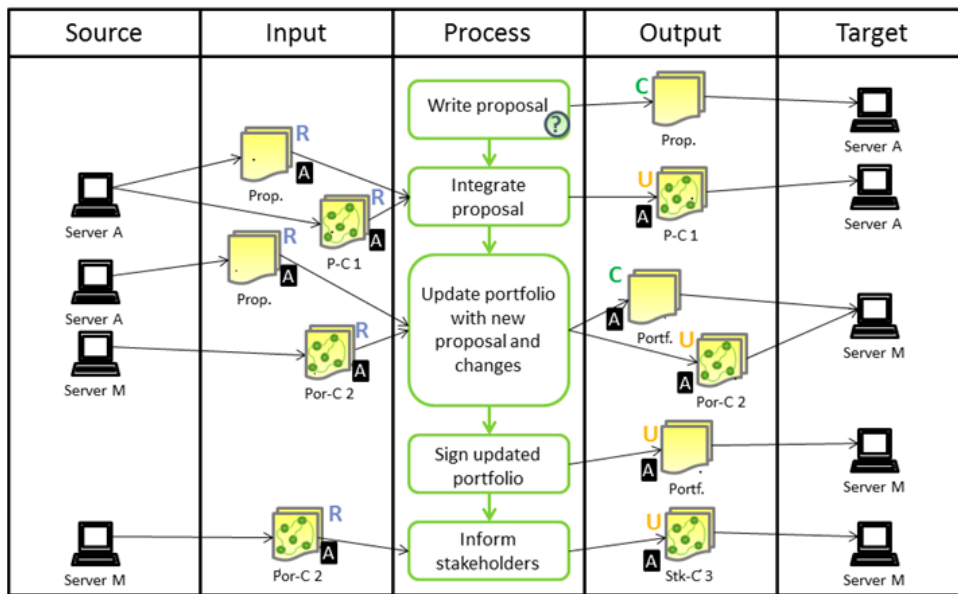 Source
Input
Process
Output
Target
Write proposal
?
C
Prop.
Server A
R
A
Prop.
Server A
R
A
P-C 1
Integrate
proposal
U
A
P-C 1
Server A
R
A
Prop.
Server A
Server M
R
A
Por-C 2
Update portfolio
with new
proposal and
changes
C
A
Portf.
U
A
Por-C 2
Server M
Sign updated
portfolio
U
A
Portf.
Server M
Server M
R
A
Por-C 2
Inform
stakeholders
U
A
Stk-C 3
Server M